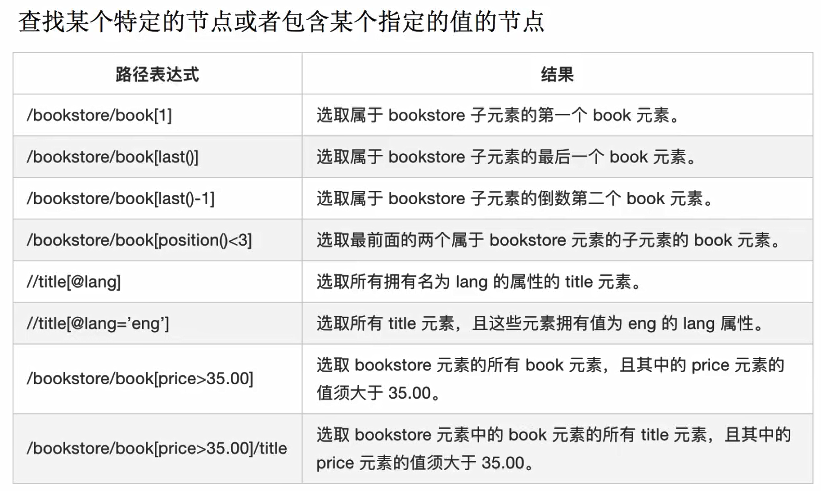 查找某个特定的节点或者包含某个指定的值的节点
路径表达式 结果
/bookstore/book[1] 选取属于 bookstore 子元素的第一个 book 元素。
/bookstore/book[last()] 选取属于 bookstore 子元素的最后一个 book 元素。
/bookstore/book[last()-1] 选取属于 bookstore 子元素的倒数第二个 book 元素。
/bookstore/book[position()<3] 选取最前面的两个属于 bookstore 元素的子元素的 book 元素。
//title[@lang] 选取所有拥有名为 lang 的属性的 title 元素。
//title[@lang=’eng’] 选取所有 title 元素，且这些元素拥有值为 eng 的 lang 属性。
/bookstore/book[price>35.00] 选取 bookstore 元素的所有 book 元素，且其中的 price 元素的
值须大于 35.00。
/bookstore/book[price>35.00]/title 选取 bookstore 元素中的 book 元素的所有 title 元素，且其中的
price 元素的值须大于 35.00。